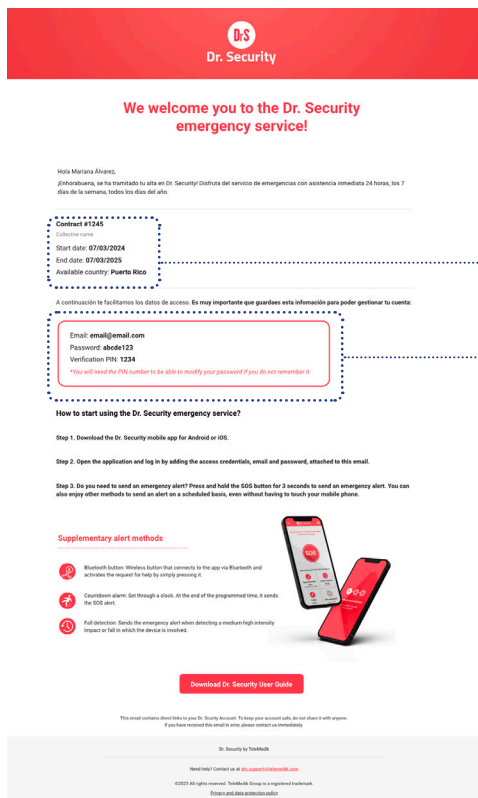 DrS
Dr. Security
We welcome you to the Dr. Security
emergency service!
Hola Mariana Álvarez,
¡Enhorabuena, se ha tramitado tu alta en Dr. Security! Disfruta del servicio de emergencias con asistencia inmediata 24 horas, los 7
días de la semana, todos los días del año.
Contract #1245
Collective name
Start date: 07/03/2024
End date: 07/03/2025
Available country: Puerto Rico
A continuación te facilitamos los datos de acceso. Es muy importante que guardaes esta infomación para poder gestionar tu cuenta:
Email: email@email.com
Password: abcde123
Verification PIN: 1234
*You will need the PIN number to be able to modify your password if you do not remember it.
How to start using the Dr. Security emergency service?
Step 1. Download the Dr. Security mobile app for Android or iOS.
Step 2. Open the application and log in by adding the access credentials, email and password, attached to this email.
Step 3. Do you need to send an emergency alert? Press and hold the SOS button for 3 seconds to send an emergency alert. You can
also enjoy other methods to send an alert on a scheduled basis, even without having to touch your mobile phone.
Supplementary alert methods
Bluetooth button: Wireless button that connects to the app via Bluetooth and
activates the request for help by simply pressing it.
Countdown alarm: Set through a clock. At the end of the programmed time, it sends
the SOS alert.
Fall detection: Sends the emergency alert when detecting a medium-high intensity
impact or fall in which the device is involved.
SOS
Download Dr. Security User Guide
This email contains direct links to your Dr. Scurity Account. To keep your account safe, do not share it with anyone.
if you have received this email in error, please contact us immediately.
Dr. Security by TeleMedik
Need help? Contact us at drs.support@telemedik.com
©2023 All rights reserved. TeleMedik Group is a registered trademark.
Privacy and data protection policy